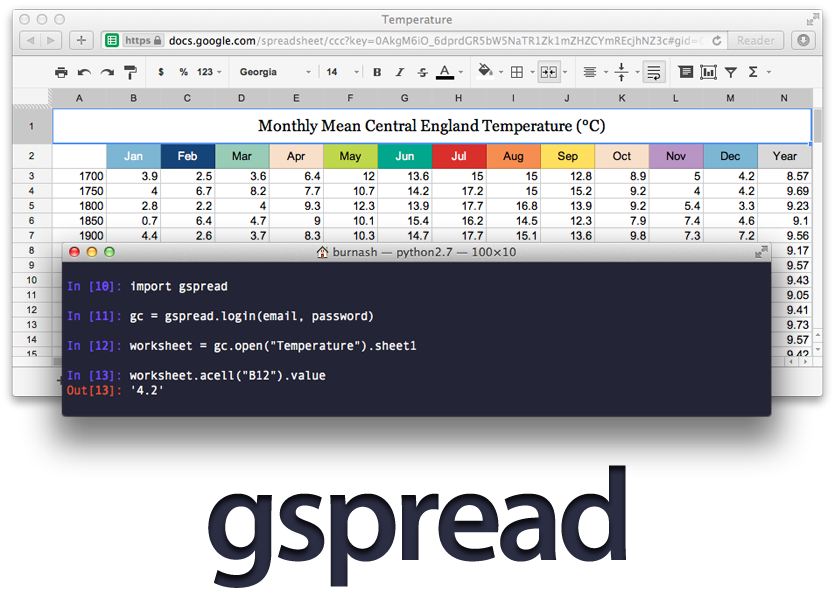 Temperature
https docs.google.com/spreadsheet/ccc?key=0AkgM6iO_6dprdGR5bW5NaTR1Zk1mZHZCYmREcjhNZ3c#gid= Reader
$ % 123 Georgia 14 B I S A Σ
A B C D E F G H I J K L M N
1 Monthly Mean Central England Temperature (°C)
2 Jan Feb Mar Apr May Jun Jul Aug Sep Oct Nov Dec Year
3 1700 3.9 2.5 3.6 6.4 12 13.6 15 15 12.8 8.9 5 4.2 8.57
4 1750 4 6.7 8.2 7.7 10.7 14.2 17.2 15 15.2 9.2 4 4.2 9.69
5 1800 2.8 2.2 4 9.3 12.3 13.9 17.7 16.8 13.9 9.2 5.4 3.3 9.23
6 1850 0.7 6.4 4.7 9 10.1 15.4 16.2 14.5 12.3 7.9 7.4 4.6 9.1
7 1900 4.4 2.6 3.7 8.3 10.3 14.7 17.7 15.1 13.6 9.8 7.3 7.2 9.56
8 9.17
9 9.57
10 9.43
11 9.05
12 9.41
13 9.73
14 9.57
15 9.42
burnash — python2.7 — 100×10
In [10]: import gspread
In [11]: gc = gspread.login(email, password)
In [12]: worksheet = gc.open("Temperature").sheet1
In [13]: worksheet.acell("B12").value
Out[13]: '4.2'
gspread